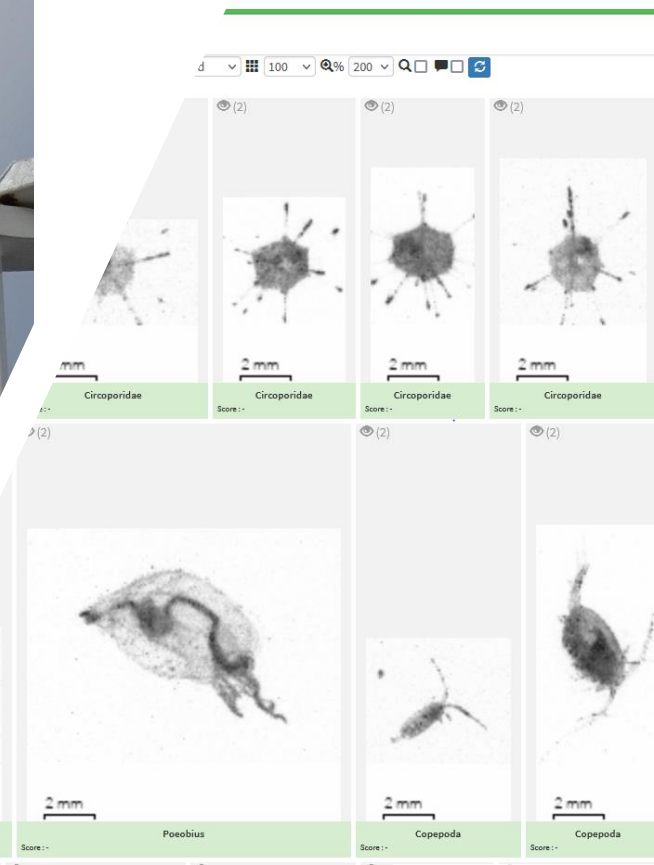 100 % 200
(2) (2) (2)
mm 2 mm 2 mm 2 mm
Circoporidae Circoporidae Circoporidae Circoporidae
Score : - Score : - Score : -
(2) (2) (2)
2 mm 2 mm 2 mm
Poeobius Copepoda Copepoda
Score : - Score : - Score : -